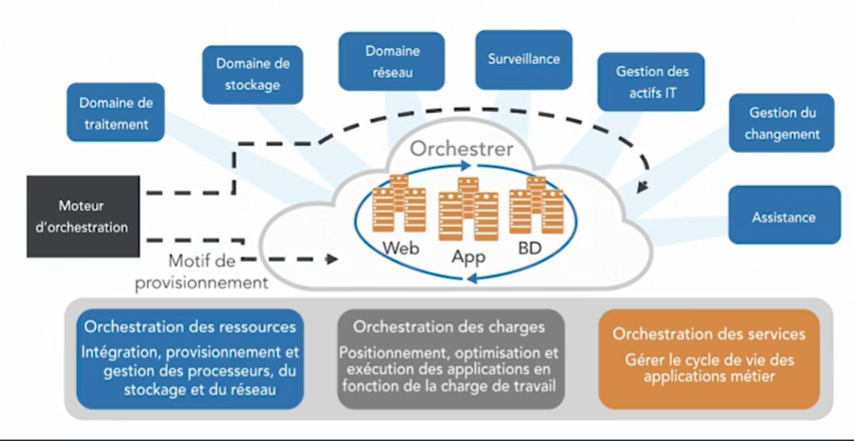 Domaine de
traitement
Domaine de
stockage
Domaine
réseau
Surveillance
Gestion des
actifs IT
Gestion du
changement
Assistance
Moteur
d'orchestration
Orchestrer
Web
App
BD
Motif de
provisionnement
Orchestration des ressources
Intégration, provisionnement et
gestion des processeurs, du
stockage et du réseau
Orchestration des charges
Positionnement, optimisation et
exécution des applications en
fonction de la charge de travail
Orchestration des services
Gérer le cycle de vie des
applications métier